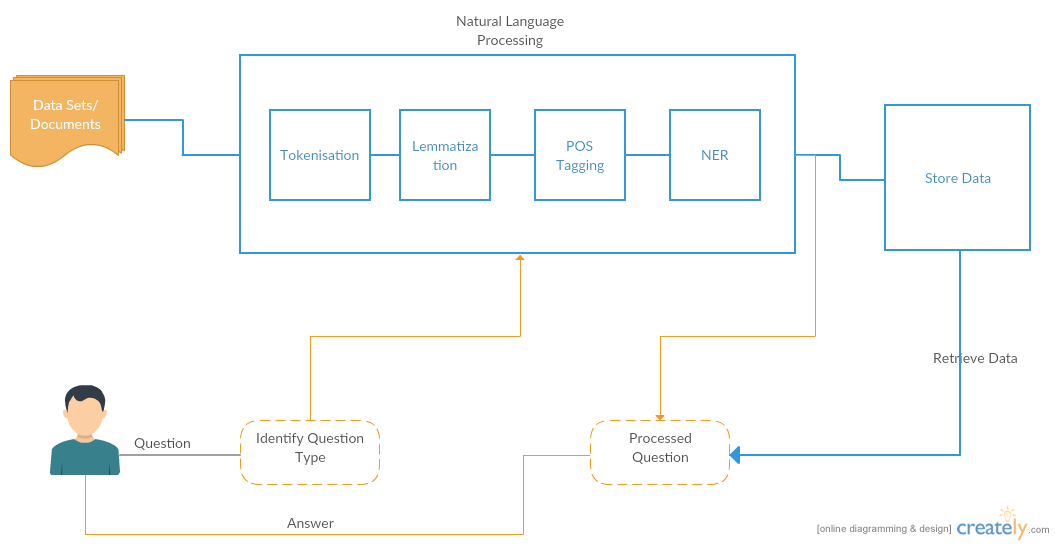 Natural Language
Processing
Data Sets/
Documents
Tokenisation
Lemmatiza
tion
POS
Tagging
NER
Store Data
Retrieve Data
Question
Identify Question
Type
Processed
Question
Answer
[online diagramming & design] creately.com